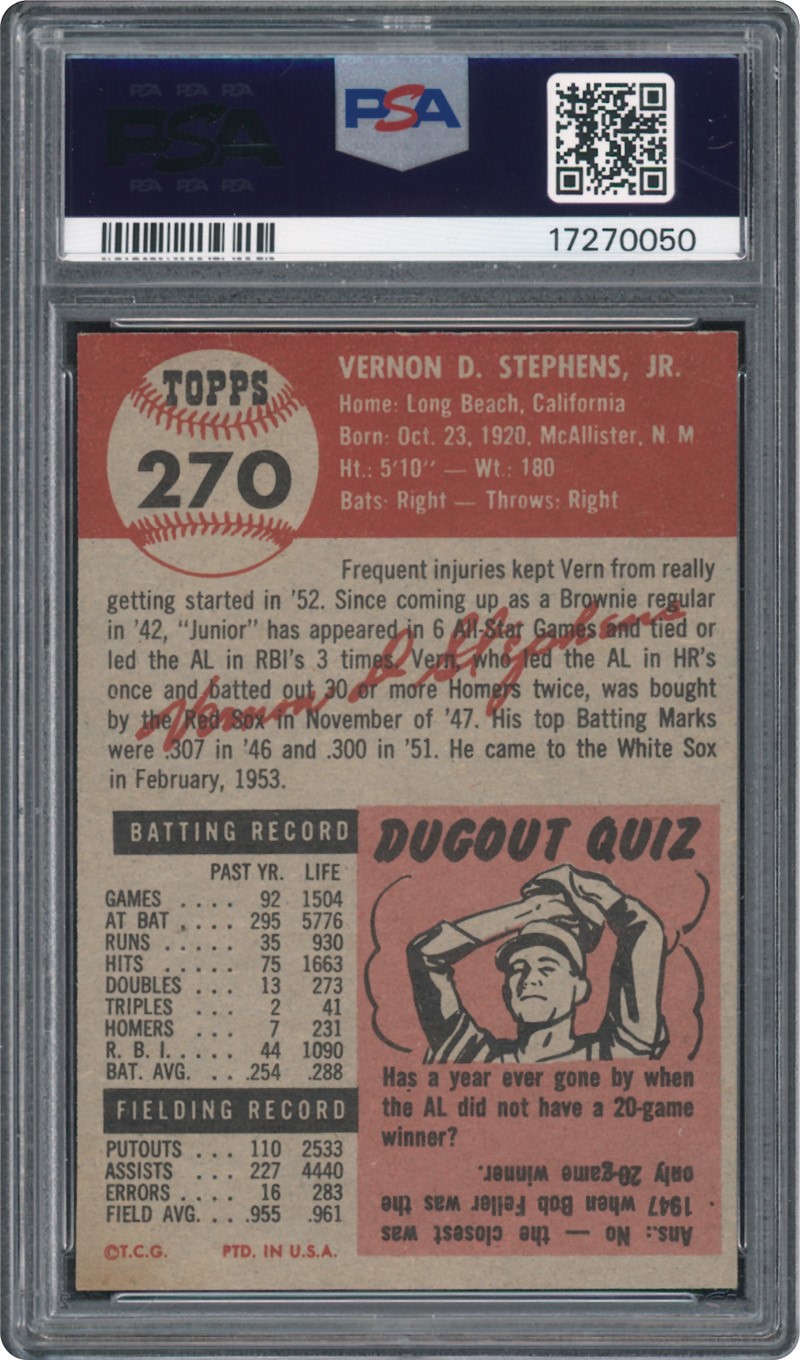 PSA PSA PSA
PSA
PSA PSA PSA
PSA
17270050
TOPPS
270
VERNON D. STEPHENS, JR.
Home: Long Beach, California
Born: Oct. 23, 1920, McAllister, N M
Ht.: 5'10'' — Wt.: 180
Bats: Right — Throws: Right
Frequent injuries kept Vern from really
getting started in '52. Since coming up as a Brownie regular
in '42, "Junior" has appeared in 6 All-Star Games and tied or
led the AL in RBI's 3 times. Vern, who led the AL in HR's
once and batted out 30 or more Homers twice, was bought
by the Red Sox in November of '47. His top Batting Marks
were .307 in '46 and .300 in '51. He came to the White Sox
in February, 1953.
Vernon D Stephens
BATTING RECORD
PAST YR. LIFE
GAMES .... 92 1504
AT BAT .... 295 5776
RUNS ..... 35 930
HITS ..... 75 1663
DOUBLES ... 13 273
TRIPLES ... 2 41
HOMERS ... 7 231
R. B. I. .... 44 1090
BAT. AVG. .. .254 .288
FIELDING RECORD
PUTOUTS ... 110 2533
ASSISTS ... 227 4440
ERRORS .... 16 283
FIELD AVG. .. .955 .961
©T.C.G. PTD. IN U.S.A.
DUGOUT QUIZ
Has a year ever gone by when
the AL did not have a 20-game
winner?
Ans.: No — the closest was
1947 when Bob Feller was the
only 20-game winner.